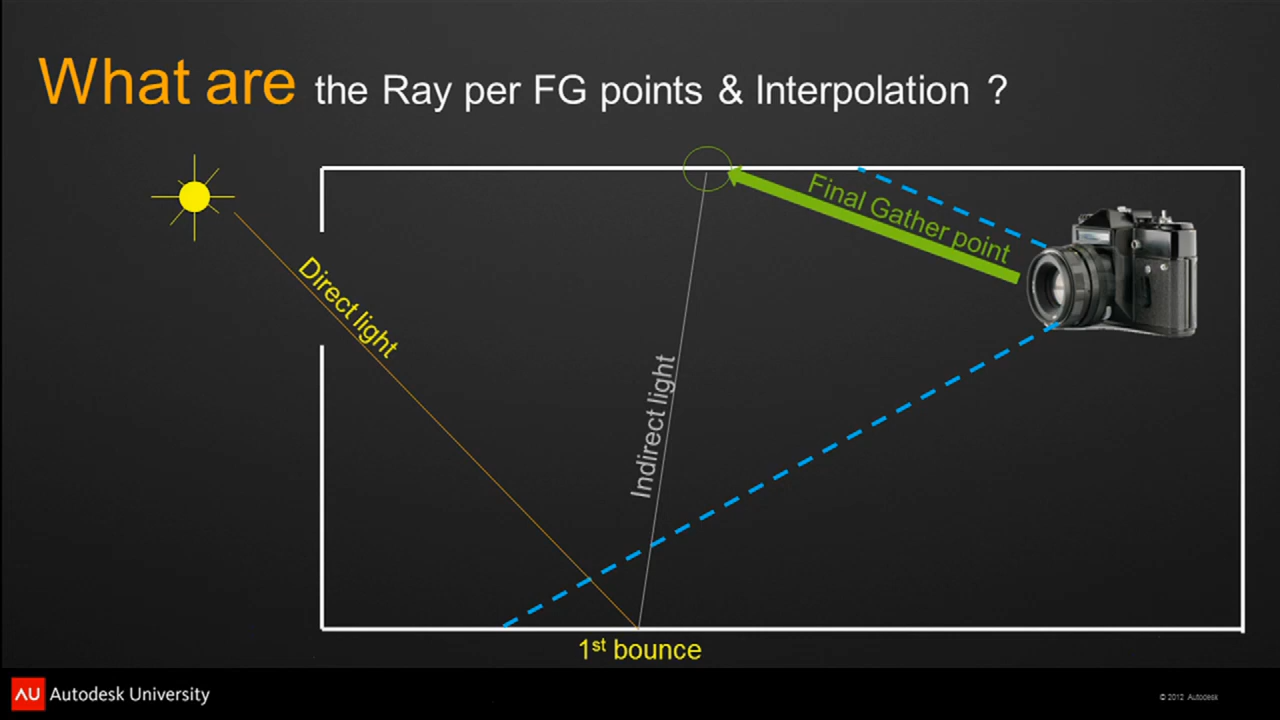 What are the Ray per FG points & Interpolation ?
Final Gather point
Direct light
Indirect light
1st bounce
AU Autodesk University
© 2012 Autodesk